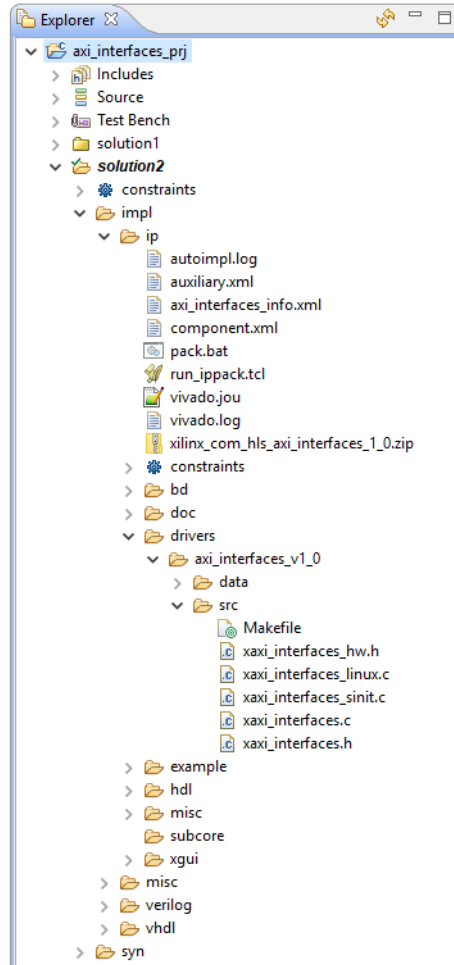 Explorer
axi_interfaces_prj
Includes
Source
Test Bench
solution1
solution2
constraints
impl
ip
autoimpl.log
auxiliary.xml
axi_interfaces_info.xml
component.xml
pack.bat
run_ippack.tcl
vivado.jou
vivado.log
xilinx_com_hls_axi_interfaces_1_0.zip
constraints
bd
doc
drivers
axi_interfaces_v1_0
data
src
Makefile
xaxi_interfaces_hw.h
xaxi_interfaces_linux.c
xaxi_interfaces_sinit.c
xaxi_interfaces.c
xaxi_interfaces.h
example
hdl
misc
subcore
xgui
misc
verilog
vhdl
syn